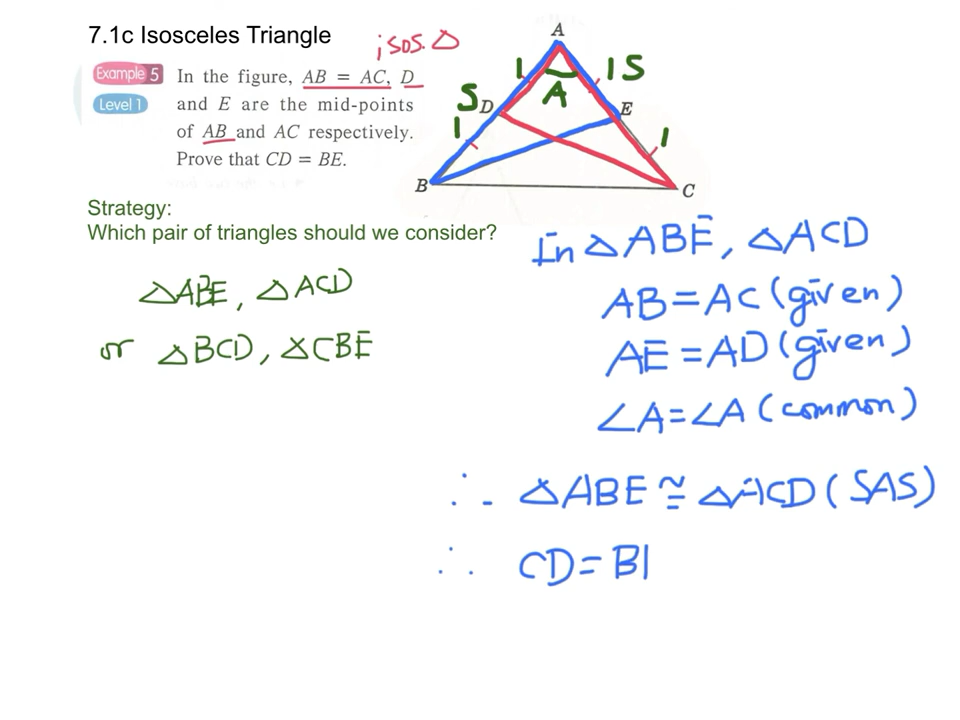 7.1c Isosceles Triangle
isos. △
Example 5 In the figure, AB = AC, D
Level 1 and E are the mid-points
of AB and AC respectively.
Prove that CD = BE.
A
1 1 S
A
S D E
1 1
B C
Strategy:
Which pair of triangles should we consider?
△ABE, △ACD
or △BCD, △CBE
In △ABE, △ACD
AB = AC (given)
AE = AD (given)
∠A = ∠A (common)
∴ △ABE ≅ △ACD (SAS)
∴ CD = B